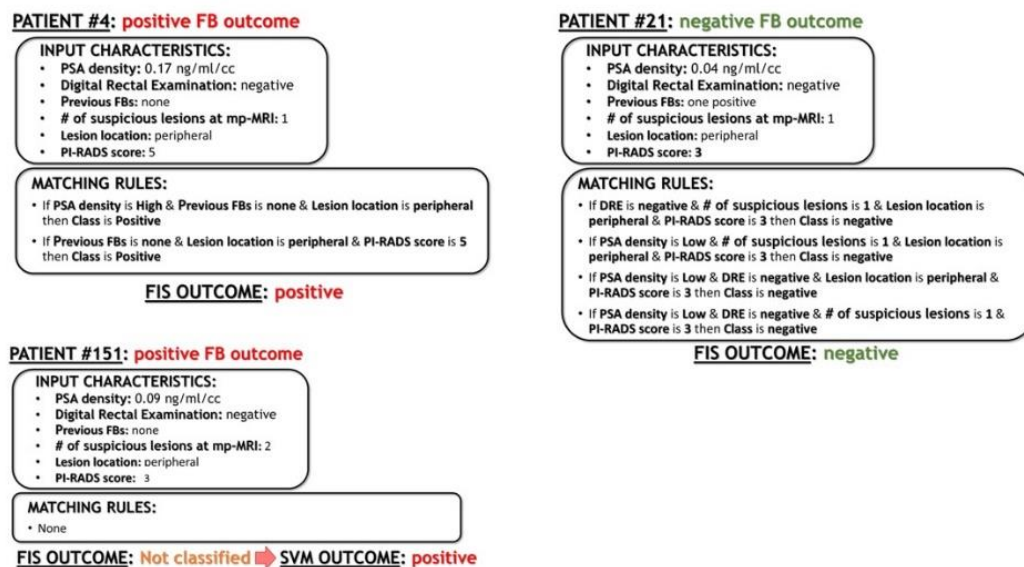 PATIENT #4: positive FB outcome
INPUT CHARACTERISTICS:
• PSA density: 0.17 ng/ml/cc
• Digital Rectal Examination: negative
• Previous FBs: none
• # of suspicious lesions at mp-MRI: 1
• Lesion location: peripheral
• PI-RADS score: 5
MATCHING RULES:
• If PSA density is High & Previous FBs is none & Lesion location is peripheral
then Class is Positive
• If Previous FBs is none & Lesion location is peripheral & PI-RADS score is 5
then Class is Positive
FIS OUTCOME: positive
PATIENT #21: negative FB outcome
INPUT CHARACTERISTICS:
• PSA density: 0.04 ng/ml/cc
• Digital Rectal Examination: negative
• Previous FBs: one positive
• # of suspicious lesions at mp-MRI: 1
• Lesion location: peripheral
• PI-RADS score: 3
MATCHING RULES:
• If DRE is negative & # of suspicious lesions is 1 & Lesion location is
peripheral & PI-RADS score is 3 then Class is negative
• If PSA density is Low & # of suspicious lesions is 1 & Lesion location is
peripheral & PI-RADS score is 3 then Class is negative
• If PSA density is Low & DRE is negative & Lesion location is peripheral &
PI-RADS score is 3 then Class is negative
• If PSA density is Low & DRE is negative & # of suspicious lesions is 1 &
PI-RADS score is 3 then Class is negative
FIS OUTCOME: negative
PATIENT #151: positive FB outcome
INPUT CHARACTERISTICS:
• PSA density: 0.09 ng/ml/cc
• Digital Rectal Examination: negative
• Previous FBs: none
• # of suspicious lesions at mp-MRI: 2
• Lesion location: peripheral
• PI-RADS score: 3
MATCHING RULES:
• None
FIS OUTCOME: Not classified SVM OUTCOME: positive